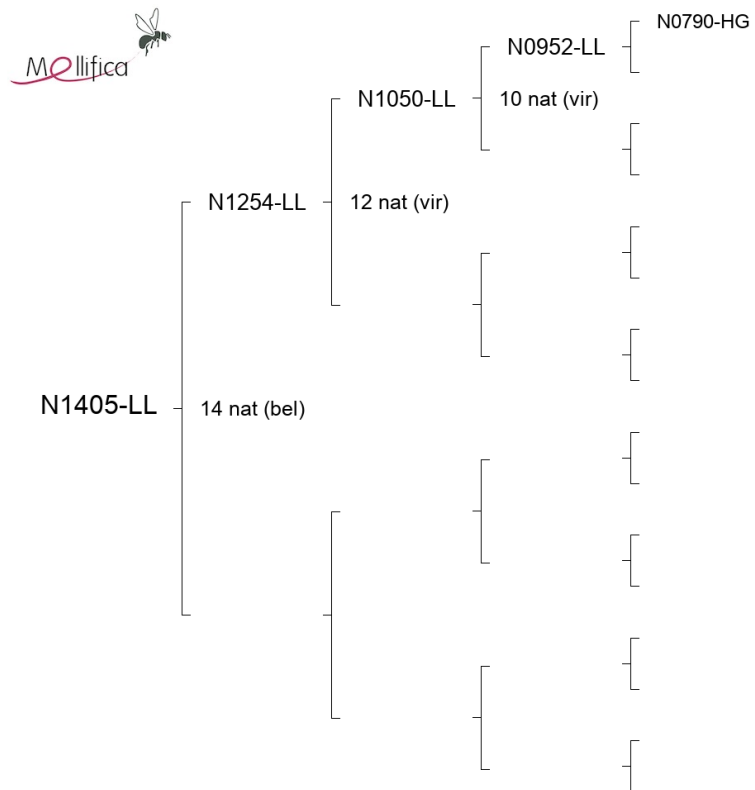 Mellifica
N0790-HG
N0952-LL
N1050-LL
10 nat (vir)
N1254-LL
12 nat (vir)
N1405-LL
14 nat (bel)